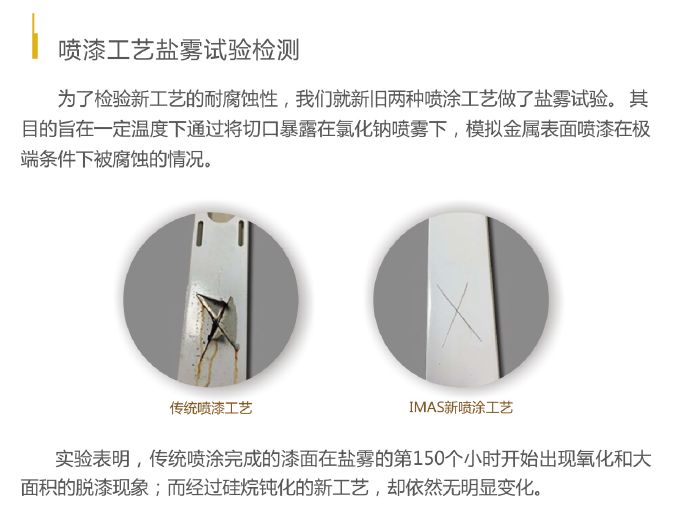 喷漆工艺盐雾试验检测
为了检验新工艺的耐腐蚀性，我们就新旧两种喷涂工艺做了盐雾试验。 其
目的旨在一定温度下通过将切口暴露在氯化钠喷雾下，模拟金属表面喷漆在极
端条件下被腐蚀的情况。
传统喷漆工艺
IMAS新喷涂工艺
实验表明，传统喷涂完成的漆面在盐雾的第150个小时开始出现氧化和大
面积的脱漆现象；而经过硅烷钝化的新工艺，却依然无明显变化。